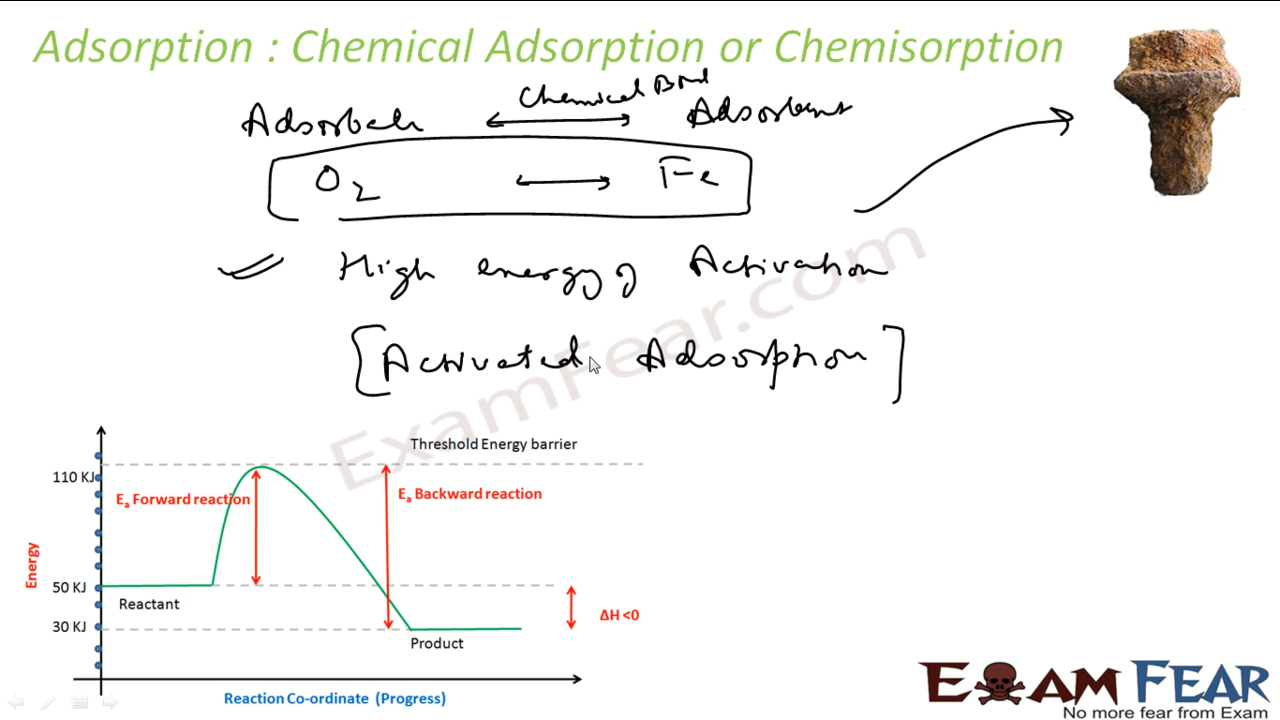 Adsorption : Chemical Adsorption or Chemisorption
Chemical Bond
Adsorbate Adsorbent
O2 Fe
High energy of Activation
[Activated Adsorption]
ExamFear.com
Threshold Energy barrier
110 KJ
Ea Forward reaction
Ea Backward reaction
Energy
50 KJ
Reactant
ΔH <0
30 KJ
Product
Reaction Co-ordinate (Progress)
EXAM FEAR
No more fear from Exam